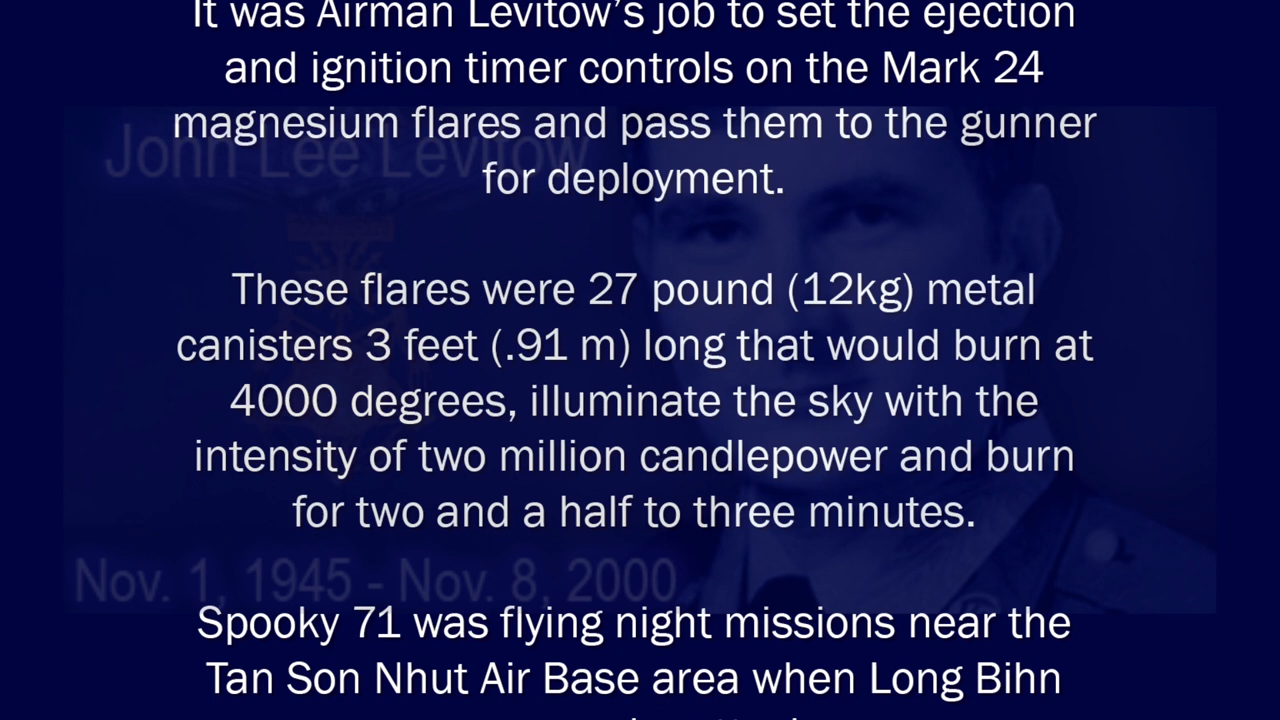 It was Airman Levitow's job to set the ejection
and ignition timer controls on the Mark 24
magnesium flares and pass them to the gunner
for deployment.
John Lee Levitow
These flares were 27 pound (12kg) metal
canisters 3 feet (.91 m) long that would burn at
4000 degrees, illuminate the sky with the
intensity of two million candlepower and burn
for two and a half to three minutes.
Nov. 1, 1945 - Nov. 8, 2000
Spooky 71 was flying night missions near the
Tan Son Nhut Air Base area when Long Bihn